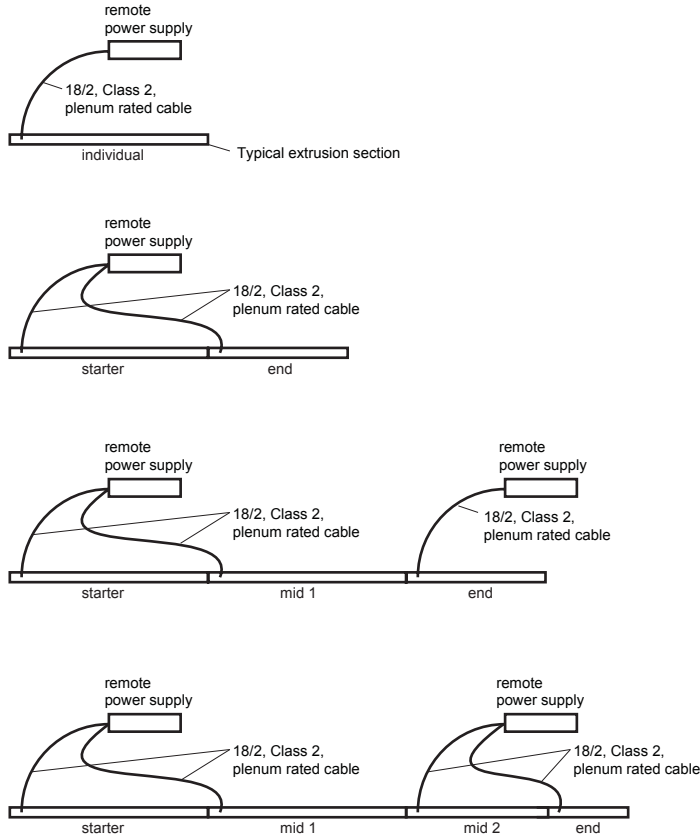 remote
power supply
18/2, Class 2,
plenum rated cable
individual
Typical extrusion section
remote
power supply
18/2, Class 2,
plenum rated cable
starter
end
remote
power supply
remote
power supply
18/2, Class 2,
plenum rated cable
18/2, Class 2,
plenum rated cable
starter
mid 1
end
remote
power supply
remote
power supply
18/2, Class 2,
plenum rated cable
18/2, Class 2,
plenum rated cable
starter
mid 1
mid 2
end